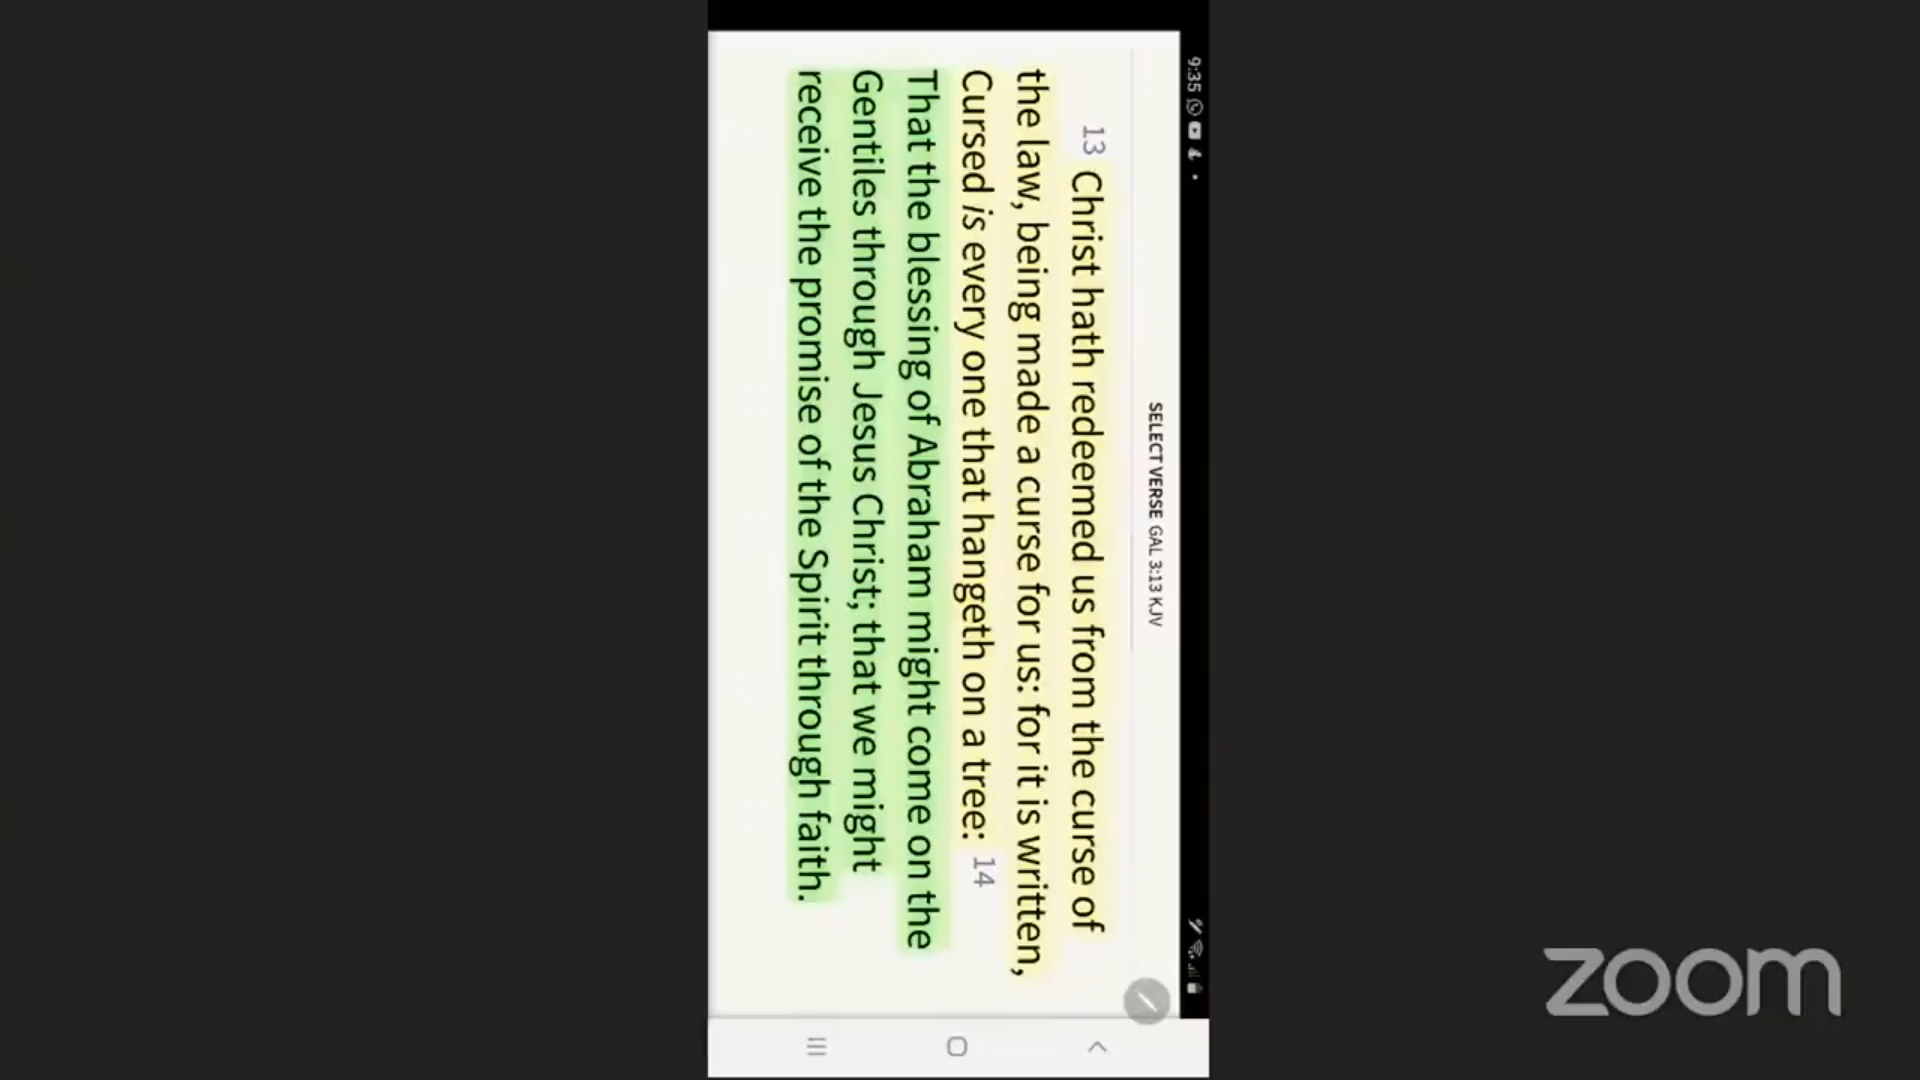 9:35
SELECT VERSE GAL 3:13 KJV
13 Christ hath redeemed us from the curse of
the law, being made a curse for us: for it is written,
Cursed is every one that hangeth on a tree: 14
That the blessing of Abraham might come on the
Gentiles through Jesus Christ; that we might
receive the promise of the Spirit through faith.
zoom